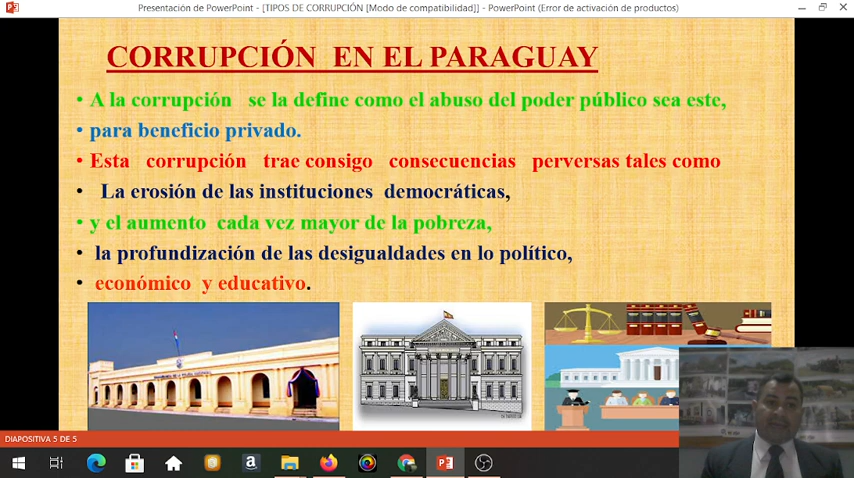 Presentación de PowerPoint - [TIPOS DE CORRUPCIÓN [Modo de compatibilidad]] - PowerPoint (Error de activación de productos)
CORRUPCIÓN EN EL PARAGUAY
• A la corrupción se la define como el abuso del poder público sea este,
• para beneficio privado.
• Esta corrupción trae consigo consecuencias perversas tales como
• La erosión de las instituciones democráticas,
• y el aumento cada vez mayor de la pobreza,
• la profundización de las desigualdades en lo político,
• económico y educativo.
DIAPOSITIVA 5 DE 5